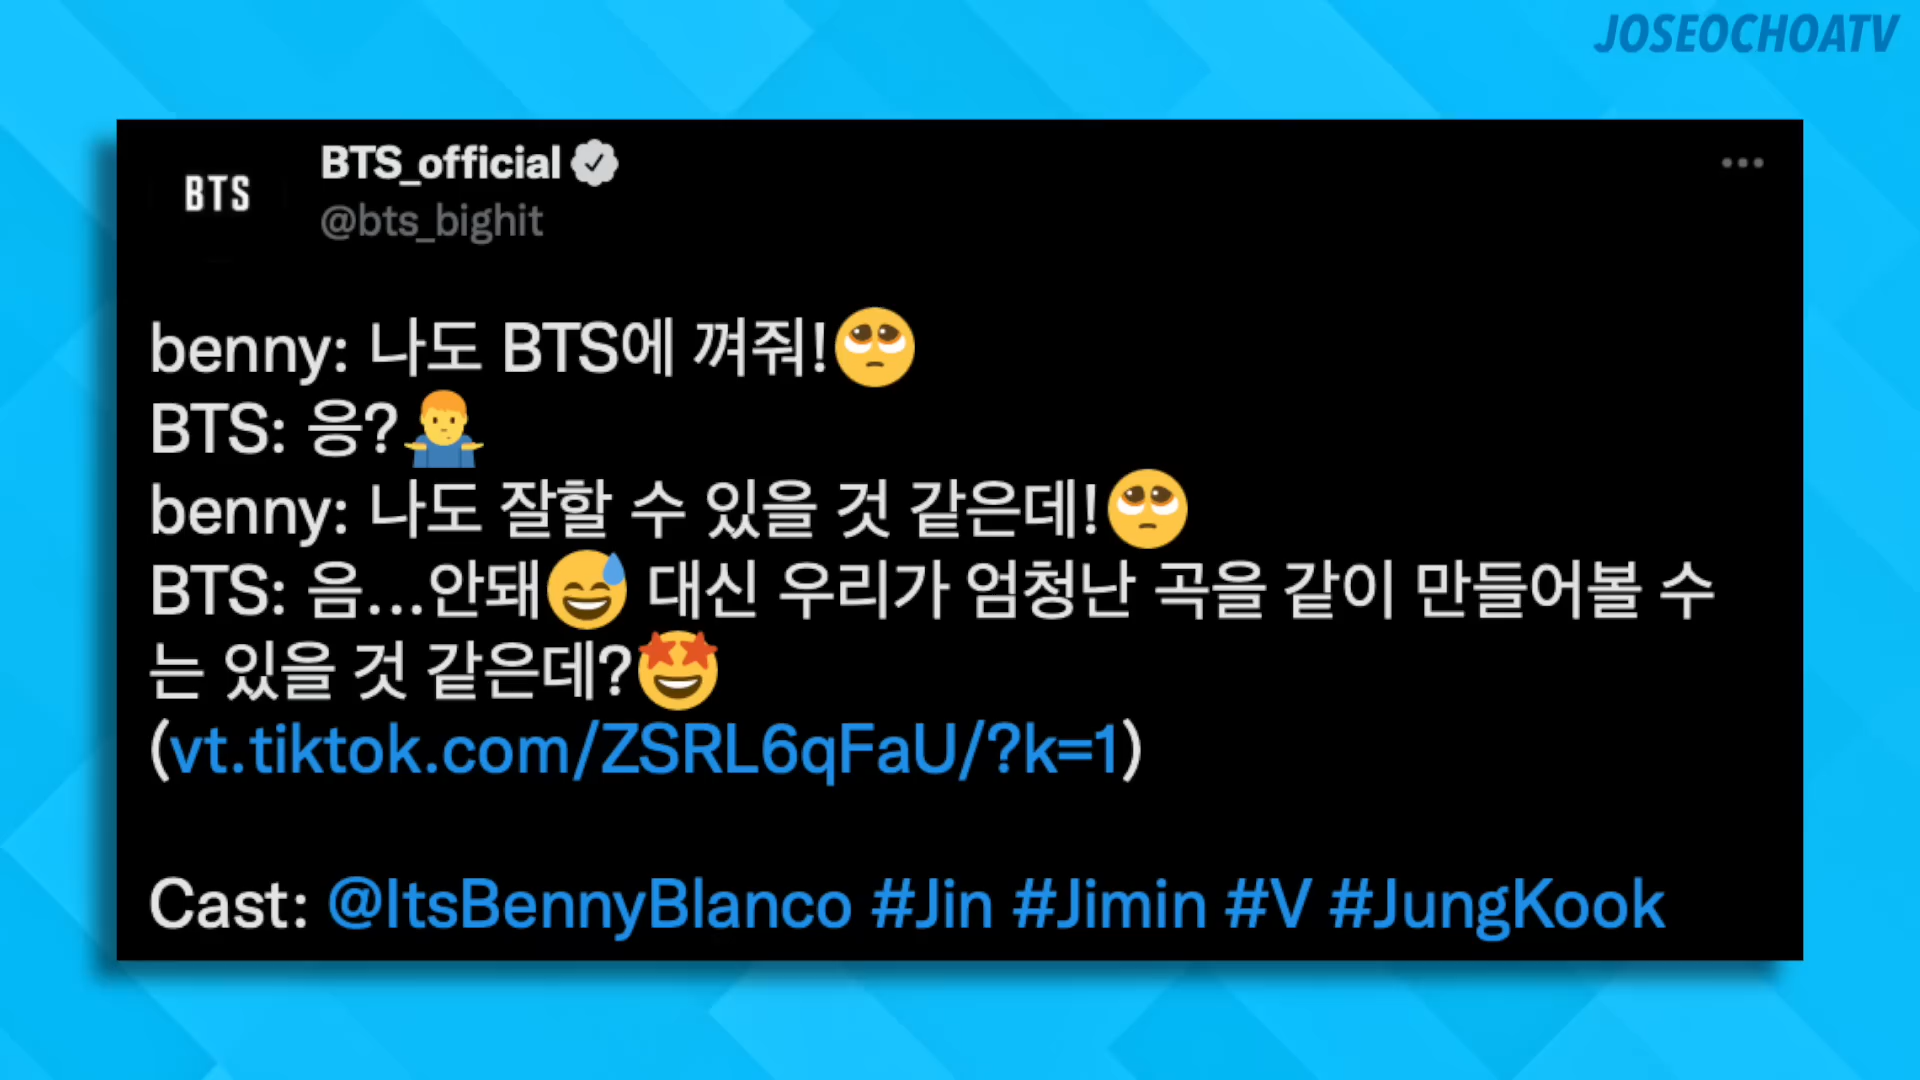 JOSEOCHOATV
BTS
BTS_official
@bts_bighit
benny: 나도 BTS에 껴줘!🥺
BTS: 응?🤷‍♂️
benny: 나도 잘할 수 있을 것 같은데!🥺
BTS: 음...안돼😅 대신 우리가 엄청난 곡을 같이 만들어볼 수
는 있을 것 같은데?🤩
(vt.tiktok.com/ZSRL6qFaU/?k=1)
Cast: @ItsBennyBlanco #Jin #Jimin #V #JungKook